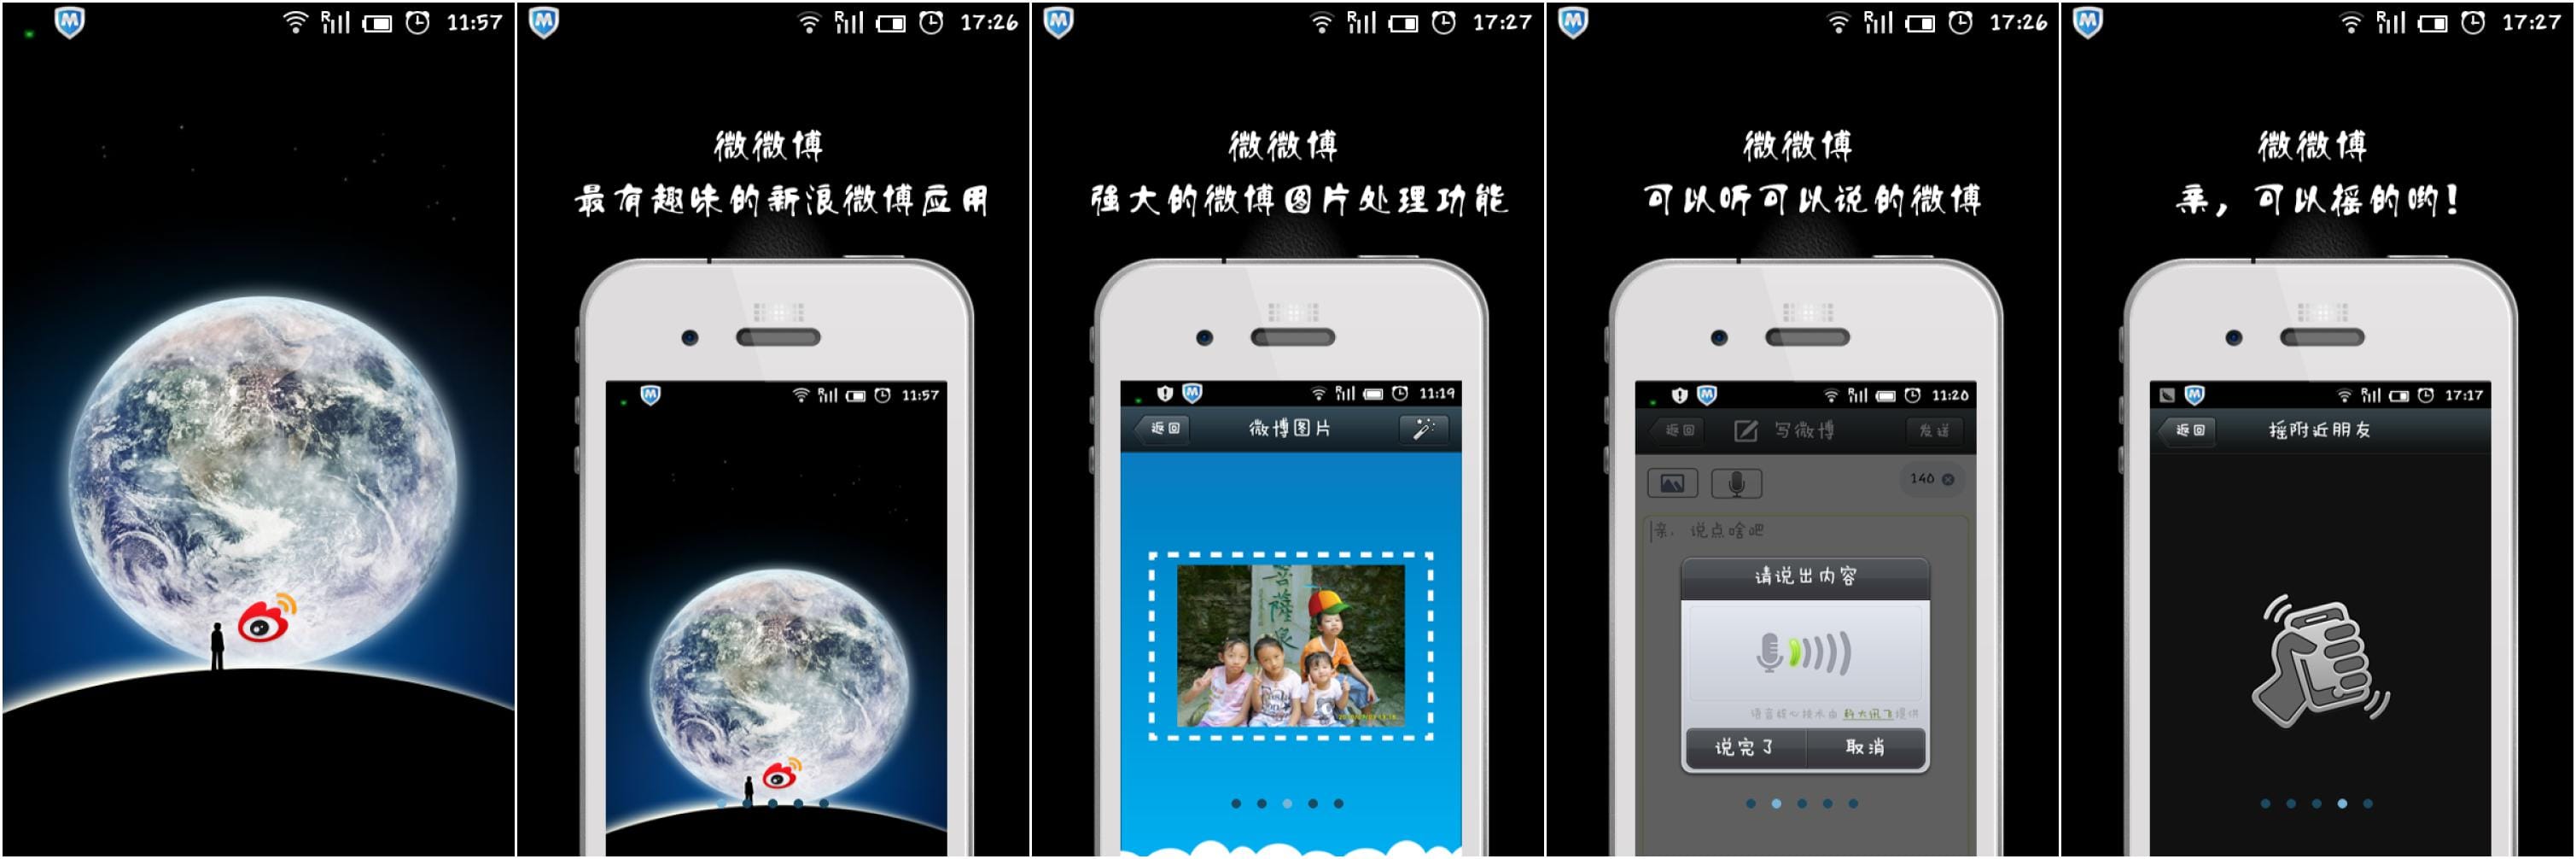 11:57
17:26
微微博
最有趣味的新浪微博应用
11:57
17:27
微微博
强大的微博图片处理功能
11:19
返回
微博图片
菩萨泉
17:26
微微博
可以听可以说的微博
11:20
返回
写微博
发送
140
亲，说点啥吧
请说出内容
语音核心技术由 科大讯飞提供
说完了
取消
17:27
微微博
亲，可以摇的哟!
17:17
返回
摇附近朋友